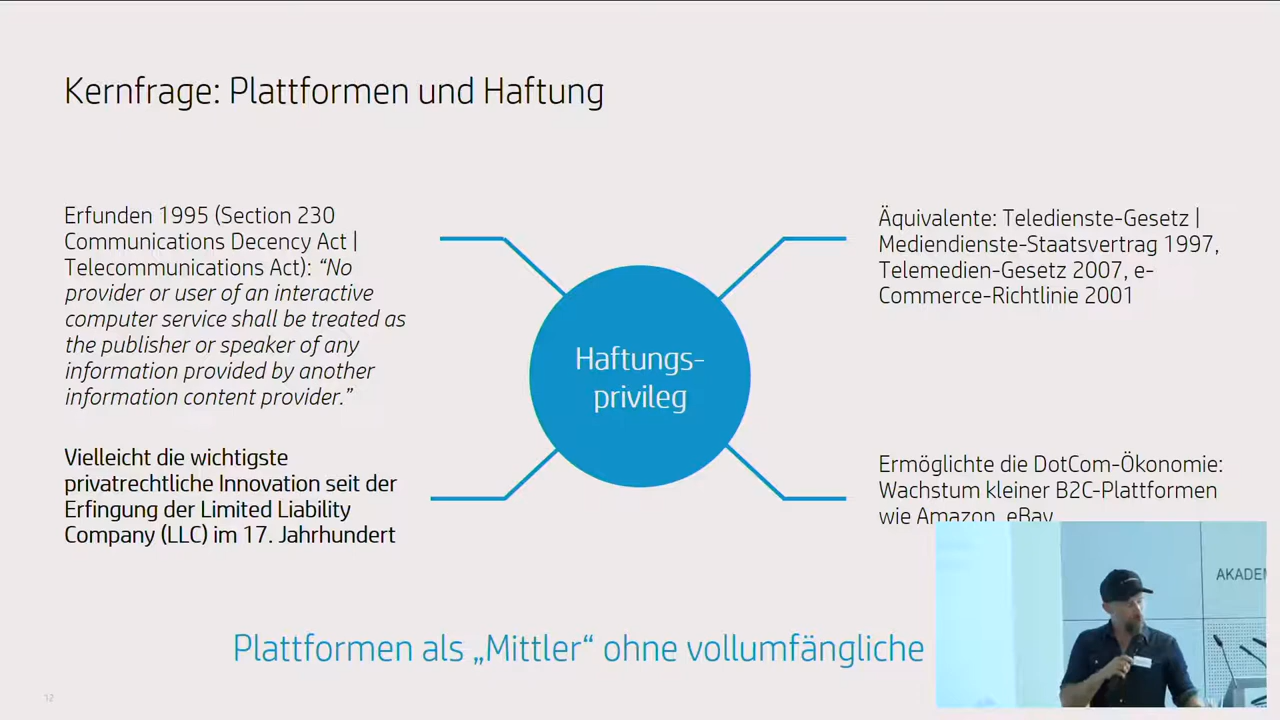 Kernfrage: Plattformen und Haftung
Erfunden 1995 (Section 230
Communications Decency Act |
Telecommunications Act): “No
provider or user of an interactive
computer service shall be treated as
the publisher or speaker of any
information provided by another
information content provider.”
Vielleicht die wichtigste
privatrechtliche Innovation seit der
Erfingung der Limited Liability
Company (LLC) im 17. Jahrhundert
Haftungs-
privileg
Äquivalente: Teledienste-Gesetz |
Mediendienste-Staatsvertrag 1997,
Telemedien-Gesetz 2007, e-
Commerce-Richtlinie 2001
Ermöglichte die DotCom-Ökonomie:
Wachstum kleiner B2C-Plattformen
wie Amazon, eBay
Plattformen als „Mittler“ ohne vollumfängliche
AKADEM
12